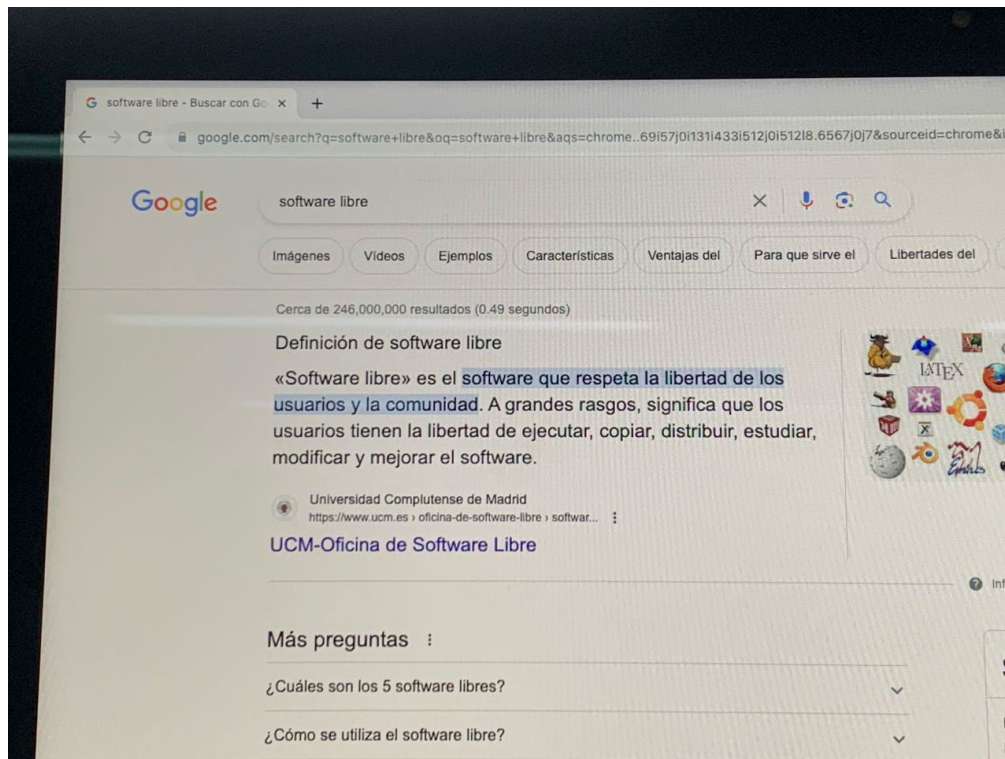 software libre - Buscar con Go
google.com/search?q=software+libre&oq=software+libre&aqs=chrome..69i57j0i131i433i512j0i512l8.6567j0j7&sourceid=chrome&i
Google
software libre
Imágenes Vídeos Ejemplos Características Ventajas del Para que sirve el Libertades del
Cerca de 246,000,000 resultados (0.49 segundos)
Definición de software libre
«Software libre» es el software que respeta la libertad de los
usuarios y la comunidad. A grandes rasgos, significa que los
usuarios tienen la libertad de ejecutar, copiar, distribuir, estudiar,
modificar y mejorar el software.
LATEX
Emacs
Universidad Complutense de Madrid
https://www.ucm.es › oficina-de-software-libre › softwar...
UCM-Oficina de Software Libre
Más preguntas
¿Cuáles son los 5 software libres?
¿Cómo se utiliza el software libre?